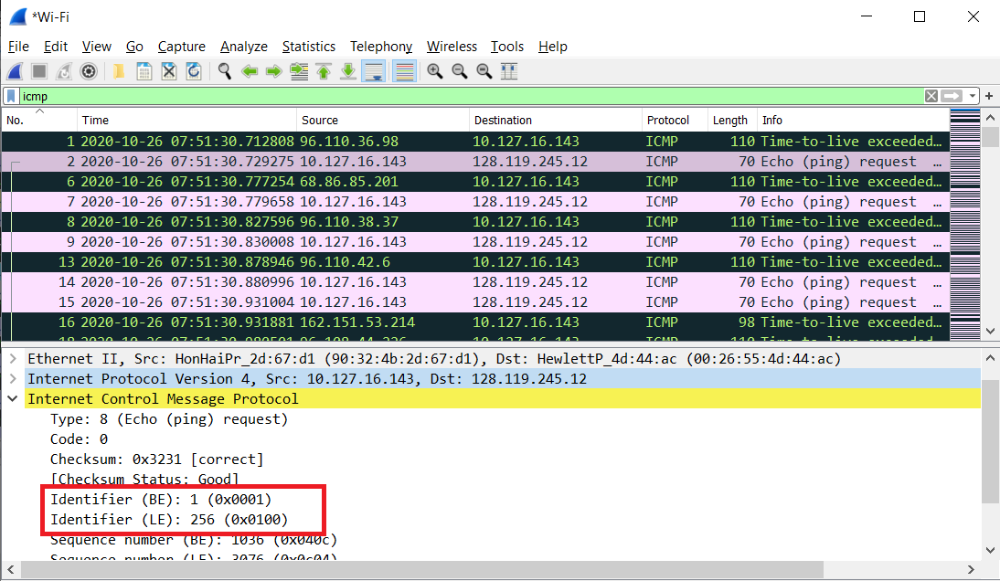 *Wi-Fi
File Edit View Go Capture Analyze Statistics Telephony Wireless Tools Help
icmp
No. Time Source Destination Protocol Length Info
1 2020-10-26 07:51:30.712808 96.110.36.98 10.127.16.143 ICMP 110 Time-to-live exceeded…
2 2020-10-26 07:51:30.729275 10.127.16.143 128.119.245.12 ICMP 70 Echo (ping) request …
6 2020-10-26 07:51:30.777254 68.86.85.201 10.127.16.143 ICMP 110 Time-to-live exceeded…
7 2020-10-26 07:51:30.779658 10.127.16.143 128.119.245.12 ICMP 70 Echo (ping) request …
8 2020-10-26 07:51:30.827596 96.110.38.37 10.127.16.143 ICMP 110 Time-to-live exceeded…
9 2020-10-26 07:51:30.830008 10.127.16.143 128.119.245.12 ICMP 70 Echo (ping) request …
13 2020-10-26 07:51:30.878946 96.110.42.6 10.127.16.143 ICMP 110 Time-to-live exceeded…
14 2020-10-26 07:51:30.880996 10.127.16.143 128.119.245.12 ICMP 70 Echo (ping) request …
15 2020-10-26 07:51:30.931004 10.127.16.143 128.119.245.12 ICMP 70 Echo (ping) request …
16 2020-10-26 07:51:30.931881 162.151.53.214 10.127.16.143 ICMP 98 Time-to-live exceeded…
Ethernet II, Src: HonHaiPr_2d:67:d1 (90:32:4b:2d:67:d1), Dst: HewlettP_4d:44:ac (00:26:55:4d:44:ac)
Internet Protocol Version 4, Src: 10.127.16.143, Dst: 128.119.245.12
Internet Control Message Protocol
Type: 8 (Echo (ping) request)
Code: 0
Checksum: 0x3231 [correct]
[Checksum Status: Good]
Identifier (BE): 1 (0x0001)
Identifier (LE): 256 (0x0100)
Sequence number (BE): 1036 (0x040c)
Sequence number (LE): 3076 (0x0c04)